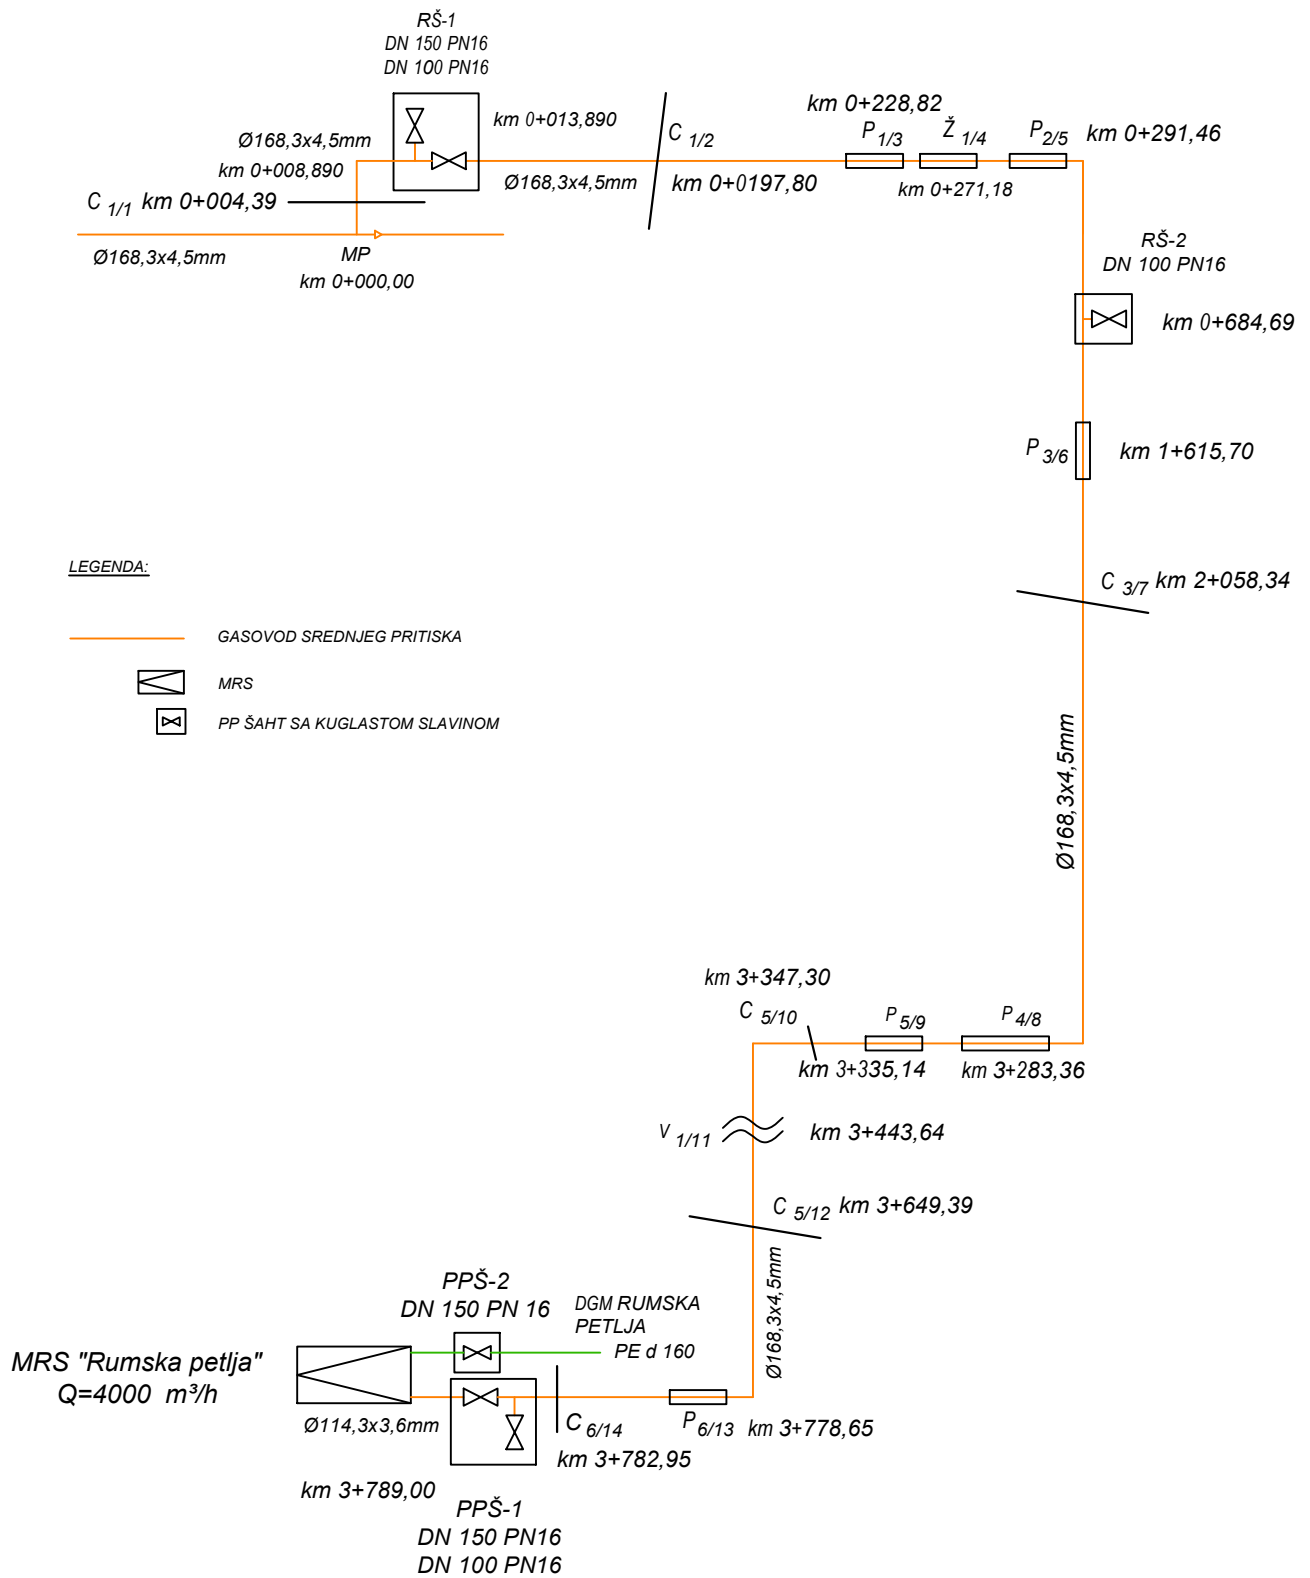 RŠ-1
DN 150 PN16
DN 100 PN16
km 0+013,890
Ø168,3x4,5mm
km 0+008,890
C 1/1 km 0+004,39
Ø168,3x4,5mm
MP
km 0+000,00
Ø168,3x4,5mm
C 1/2
km 0+0197,80
km 0+228,82
P 1/3
Ž 1/4
P 2/5
km 0+291,46
km 0+271,18
RŠ-2
DN 100 PN16
km 0+684,69
P 3/6
km 1+615,70
C 3/7 km 2+058,34
LEGENDA:
GASOVOD SREDNJEG PRITISKA
MRS
PP ŠAHT SA KUGLASTOM SLAVINOM
Ø168,3x4,5mm
km 3+347,30
C 5/10
P 5/9
P 4/8
km 3+335,14
km 3+283,36
V 1/11
km 3+443,64
C 5/12 km 3+649,39
Ø168,3x4,5mm
PPŠ-2
DN 150 PN 16
DGM RUMSKA
PETLJA
PE d 160
MRS "Rumska petlja"
Q=4000 m³/h
Ø114,3x3,6mm
C 6/14
P 6/13
km 3+778,65
km 3+782,95
km 3+789,00
PPŠ-1
DN 150 PN16
DN 100 PN16